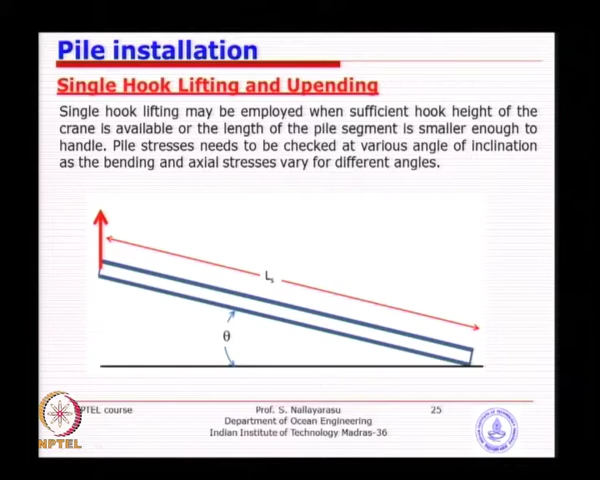 Pile installation
Single Hook Lifting and Upending
Single hook lifting may be employed when sufficient hook height of the
crane is available or the length of the pile segment is smaller enough to
handle. Pile stresses needs to be checked at various angle of inclination
as the bending and axial stresses vary for different angles.
Ls
θ
PTEL course
Prof. S. Nallayarasu
25
Department of Ocean Engineering
Indian Institute of Technology Madras-36
NPTEL